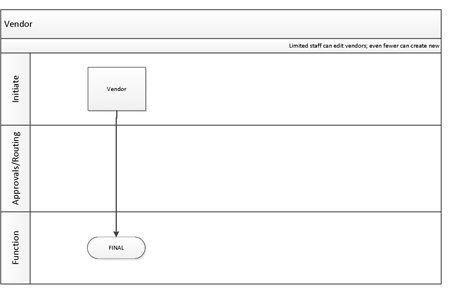 Vendor
Limited staff can edit vendors; even fewer can create new
Initiate
Vendor
Approvals/Routing
Function
FINAL